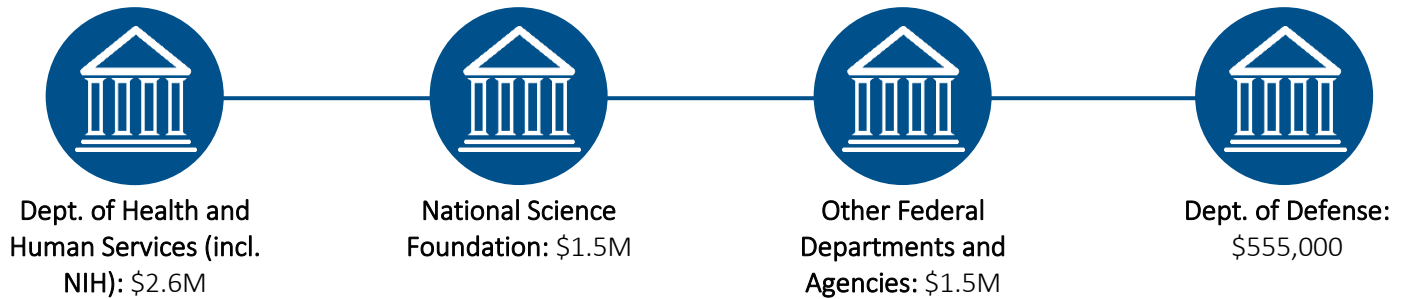 Dept. of Health and
Human Services (incl.
NIH): $2.6M
National Science
Foundation: $1.5M
Other Federal
Departments and
Agencies: $1.5M
Dept. of Defense:
$555,000